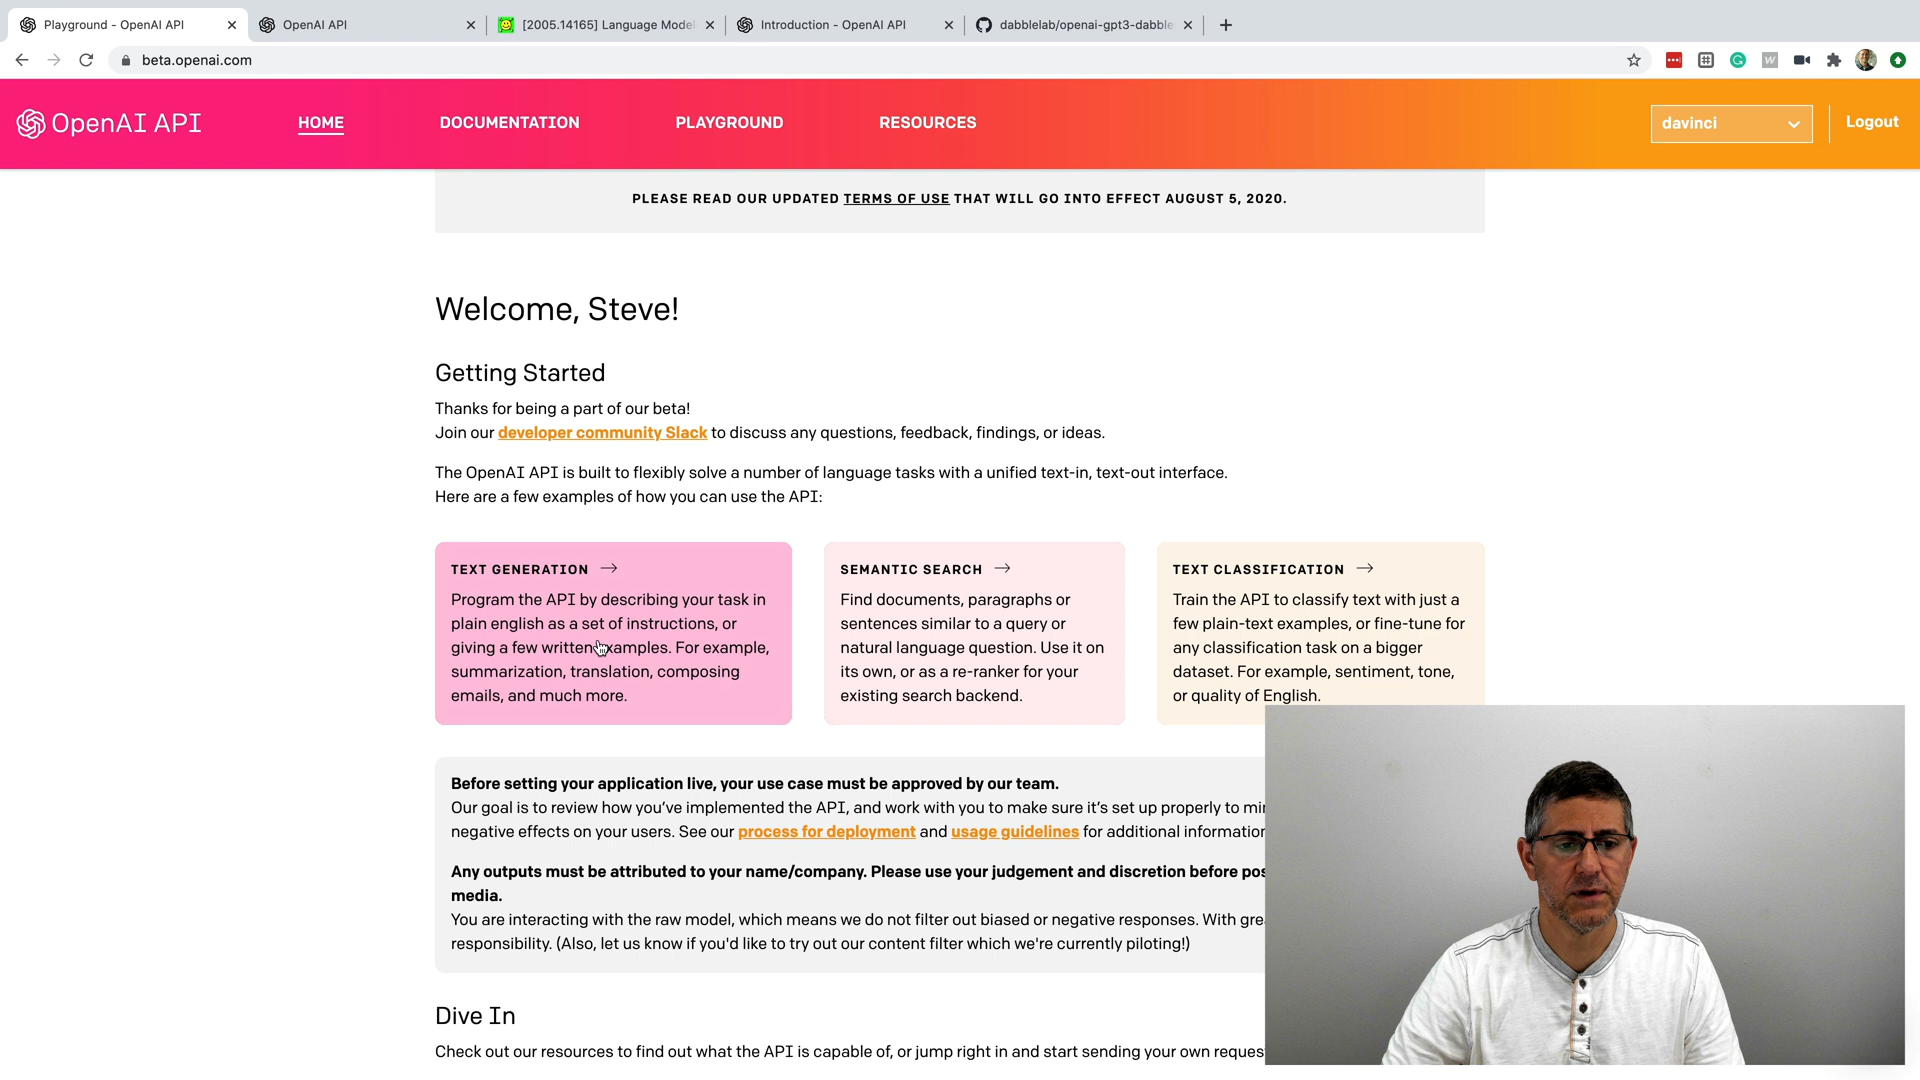 Playground - OpenAI API
OpenAI API
[2005.14165] Language Model
Introduction - OpenAI API
dabblelab/openai-gpt3-dabble
beta.openai.com
OpenAI API
HOME
DOCUMENTATION
PLAYGROUND
RESOURCES
davinci
Logout
PLEASE READ OUR UPDATED TERMS OF USE THAT WILL GO INTO EFFECT AUGUST 5, 2020.
Welcome, Steve!
Getting Started
Thanks for being a part of our beta!
Join our developer community Slack to discuss any questions, feedback, findings, or ideas.
The OpenAI API is built to flexibly solve a number of language tasks with a unified text-in, text-out interface.
Here are a few examples of how you can use the API:
TEXT GENERATION →
Program the API by describing your task in
plain english as a set of instructions, or
giving a few written examples. For example,
summarization, translation, composing
emails, and much more.
SEMANTIC SEARCH →
Find documents, paragraphs or
sentences similar to a query or
natural language question. Use it on
its own, or as a re-ranker for your
existing search backend.
TEXT CLASSIFICATION →
Train the API to classify text with just a
few plain-text examples, or fine-tune for
any classification task on a bigger
dataset. For example, sentiment, tone,
or quality of English.
Before setting your application live, your use case must be approved by our team.
Our goal is to review how you've implemented the API, and work with you to make sure it's set up properly to
negative effects on your users. See our process for deployment and usage guidelines for additional information
Any outputs must be attributed to your name/company. Please use your judgement and discretion before
media.
You are interacting with the raw model, which means we do not filter out biased or negative responses. With
responsibility. (Also, let us know if you'd like to try out our content filter which we're currently piloting!)
Dive In
Check out our resources to find out what the API is capable of, or jump right in and start sending your own